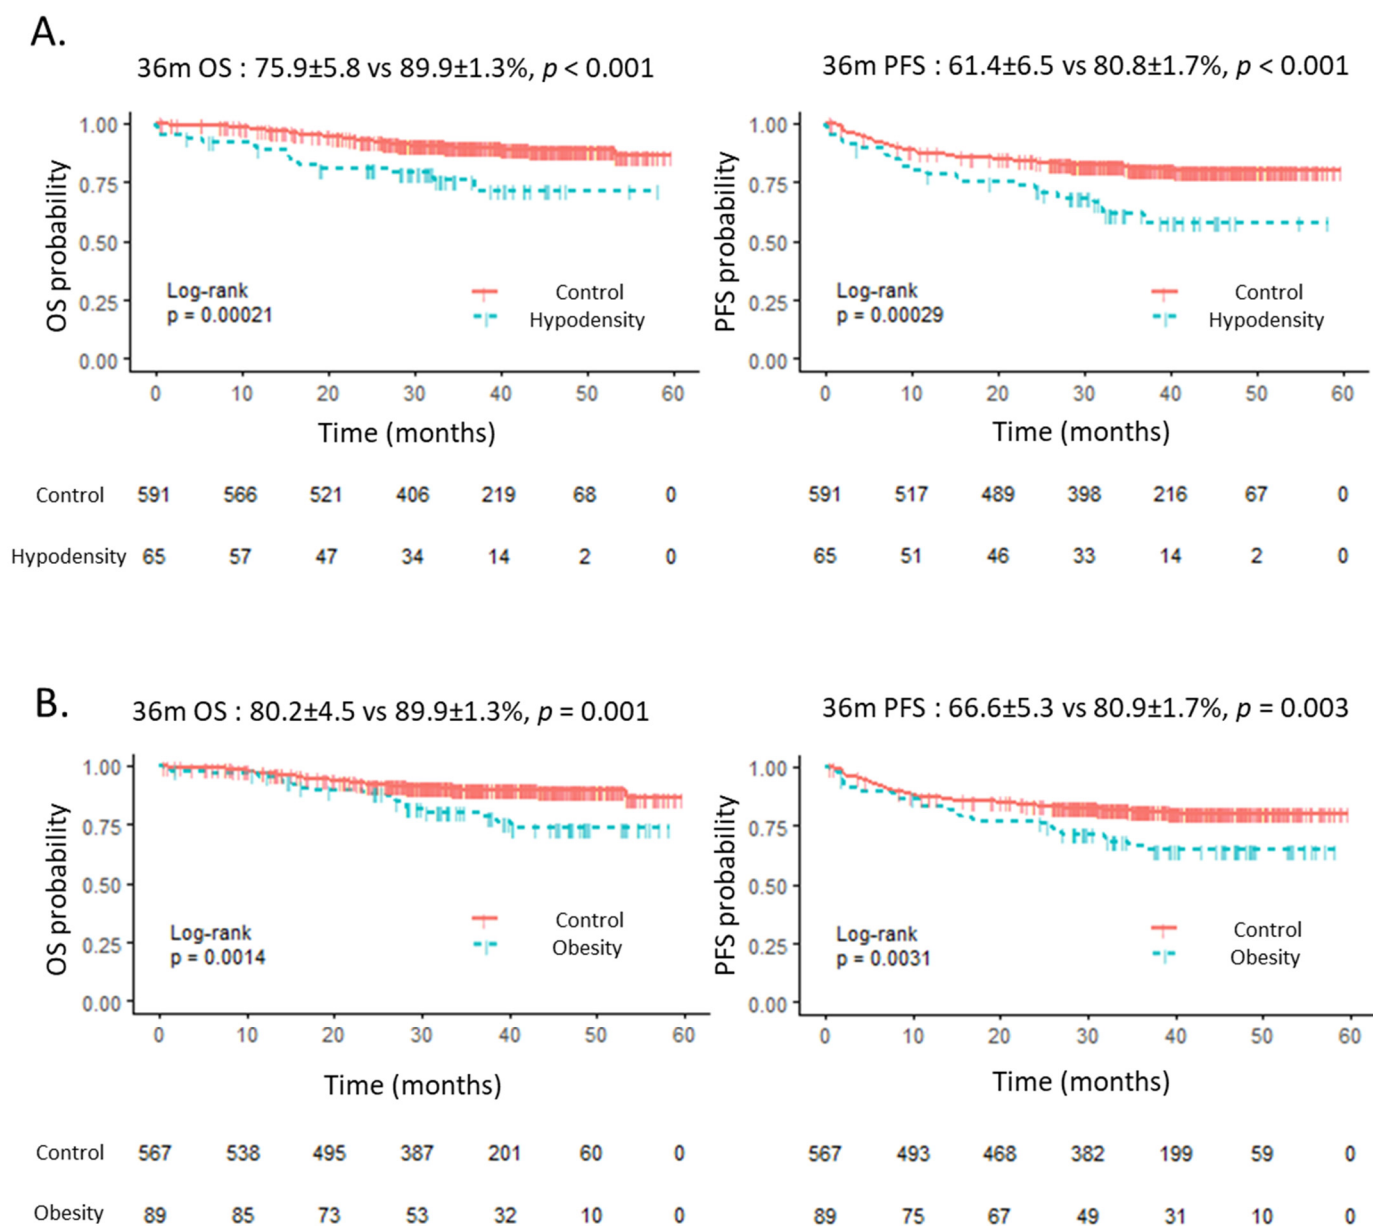 A.
36m OS : 75.9±5.8 vs 89.9±1.3%, p < 0.001
OS probability
1.00
0.75
0.50
0.25
0.00
Log-rank
p = 0.00021
Control
Hypodensity
0 10 20 30 40 50 60
Time (months)
Control 591 566 521 406 219 68 0
Hypodensity 65 57 47 34 14 2 0
36m PFS : 61.4±6.5 vs 80.8±1.7%, p < 0.001
PFS probability
1.00
0.75
0.50
0.25
0.00
Log-rank
p = 0.00029
Control
Hypodensity
0 10 20 30 40 50 60
Time (months)
591 517 489 398 216 67 0
65 51 46 33 14 2 0
B.
36m OS : 80.2±4.5 vs 89.9±1.3%, p = 0.001
OS probability
1.00
0.75
0.50
0.25
0.00
Log-rank
p = 0.0014
Control
Obesity
0 10 20 30 40 50 60
Time (months)
Control 567 538 495 387 201 60 0
Obesity 89 85 73 53 32 10 0
36m PFS : 66.6±5.3 vs 80.9±1.7%, p = 0.003
PFS probability
1.00
0.75
0.50
0.25
0.00
Log-rank
p = 0.0031
Control
Obesity
0 10 20 30 40 50 60
Time (months)
567 493 468 382 199 59 0
89 75 67 49 31 10 0